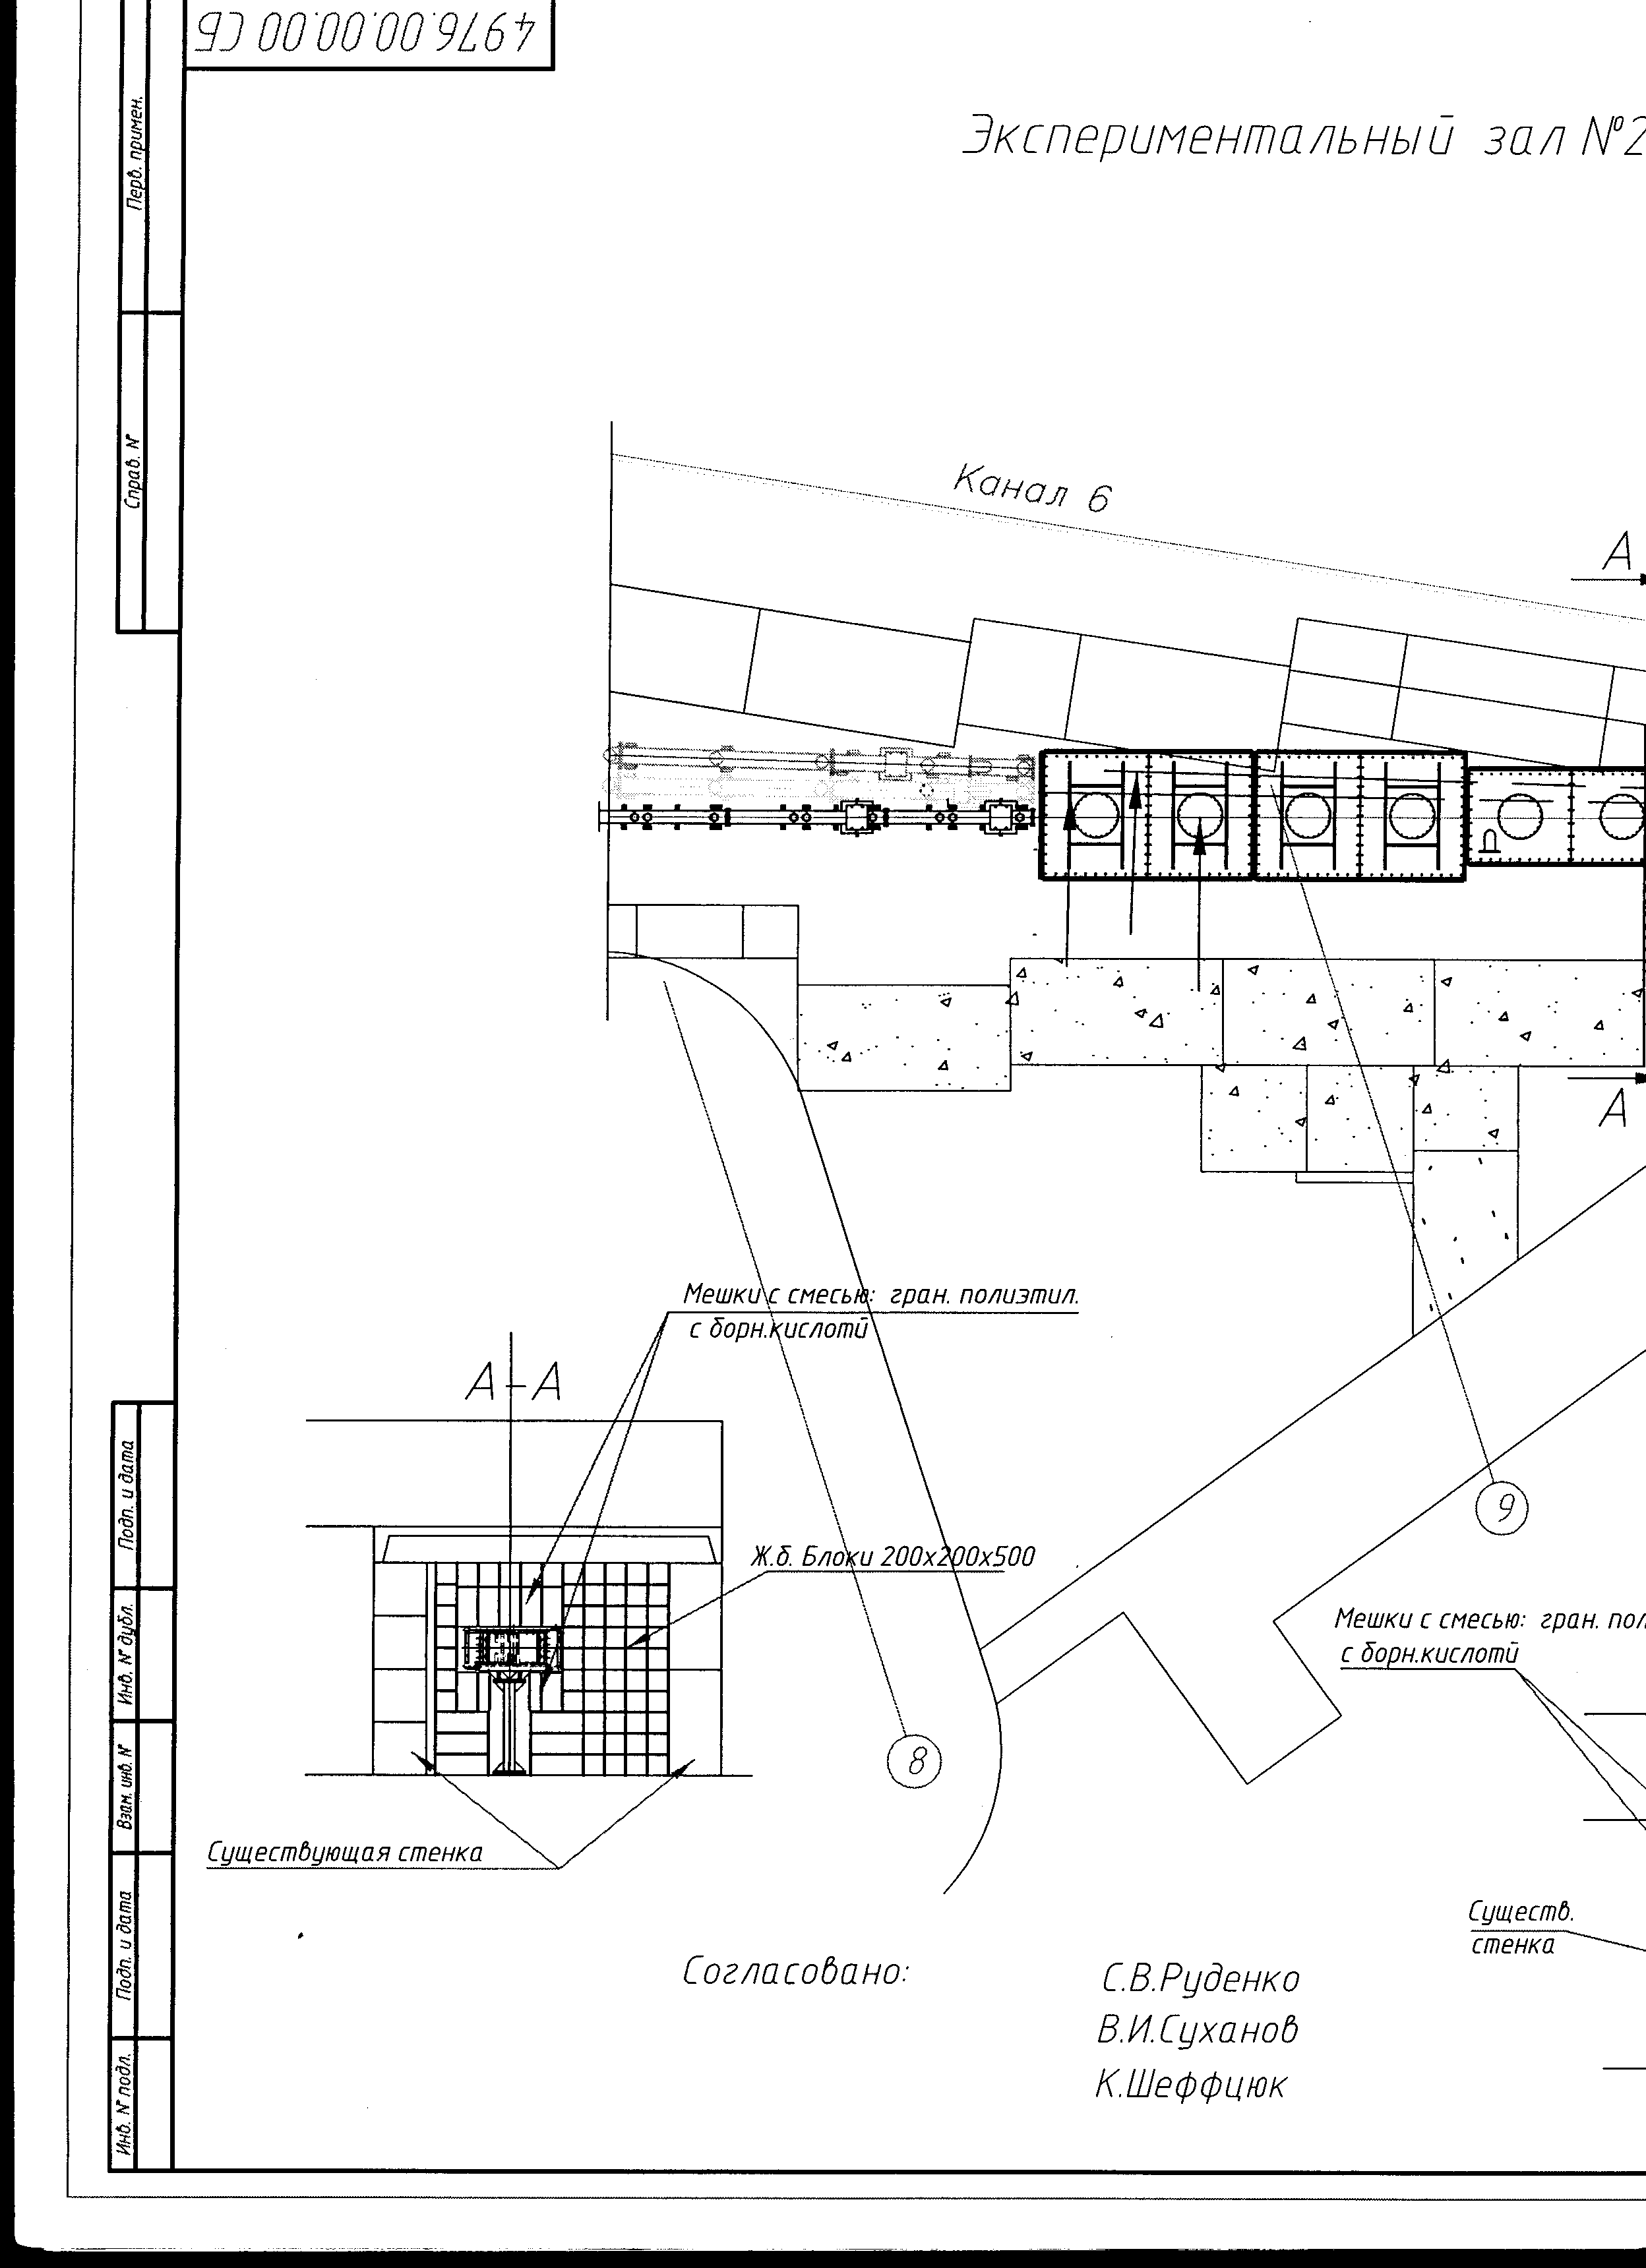 4976.00.00.00 СБ
Перв. примен.
Справ. №
Экспериментальный зал №2
Канал 6
А
А
Мешки с смесью: гран. полиэтил.
с борн.кислотй
А-А
Ж.б. Блоки 200х200х500
9
8
Мешки с смесью: гран. пол
с борн.кислотй
Существующая стенка
Существ.
стенка
Согласовано:
С.В.Руденко
В.И.Суханов
К.Шеффцюк
Подп. и дата
Инв. № дубл.
Взам. инв. №
Подп. и дата
Инв. № подл.